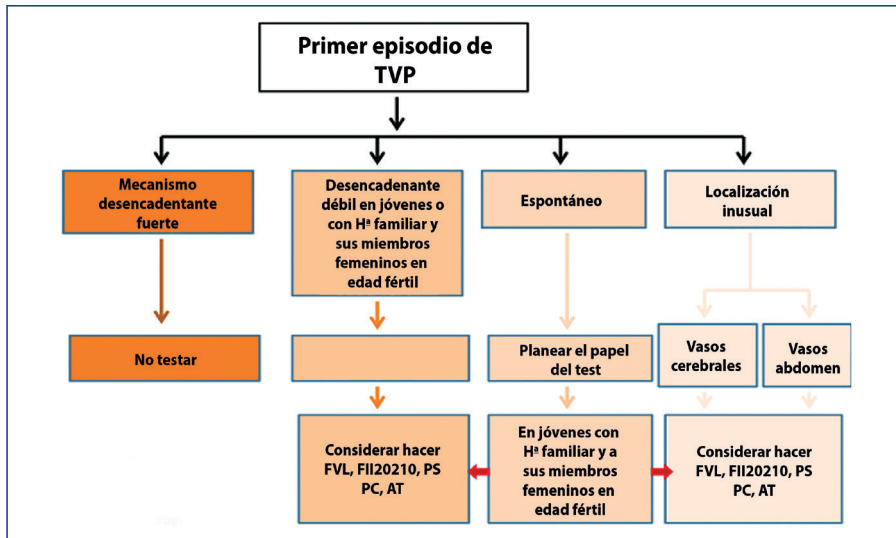 Primer episodio de
TVP
Mecanismo
desencadentante
fuerte
Desencadenante
débil en jóvenes o
con Hª familiar y
sus miembros
femeninos en
edad fértil
Espontáneo
Localización
inusual
No testar
Planear el papel
del test
Vasos
cerebrales
Vasos
abdomen
Considerar hacer
FVL, FII20210, PS
PC, AT
En jóvenes con
Hª familiar y a
sus miembros
femeninos en
edad fértil
Considerar hacer
FVL, FII20210, PS
PC, AT